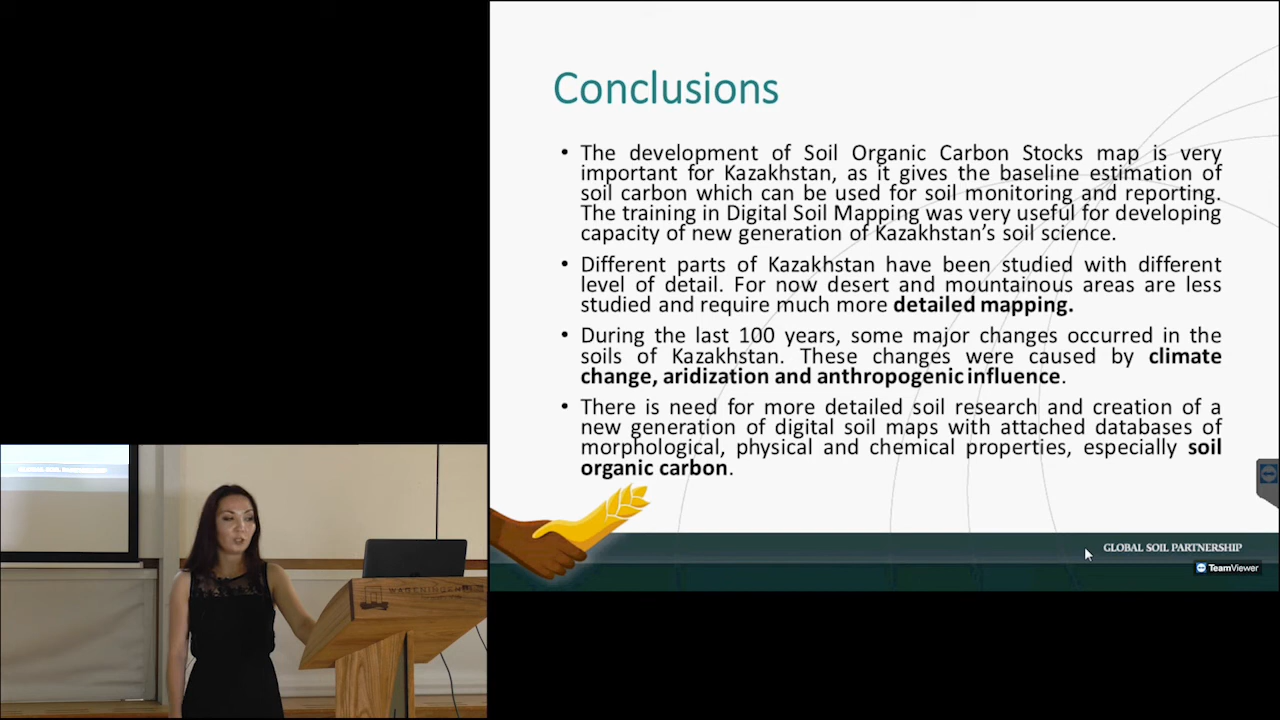 Conclusions
• The development of Soil Organic Carbon Stocks map is very
important for Kazakhstan, as it gives the baseline estimation of
soil carbon which can be used for soil monitoring and reporting.
The training in Digital Soil Mapping was very useful for developing
capacity of new generation of Kazakhstan's soil science.
• Different parts of Kazakhstan have been studied with different
level of detail. For now desert and mountainous areas are less
studied and require much more detailed mapping.
• During the last 100 years, some major changes occurred in the
soils of Kazakhstan. These changes were caused by climate
change, aridization and anthropogenic influence.
• There is need for more detailed soil research and creation of a
new generation of digital soil maps with attached databases of
morphological, physical and chemical properties, especially soil
organic carbon.
GLOBAL SOIL PARTNERSHIP
TeamViewer
GLOBAL SOIL PARTNERSHIP
WAGENINGEN